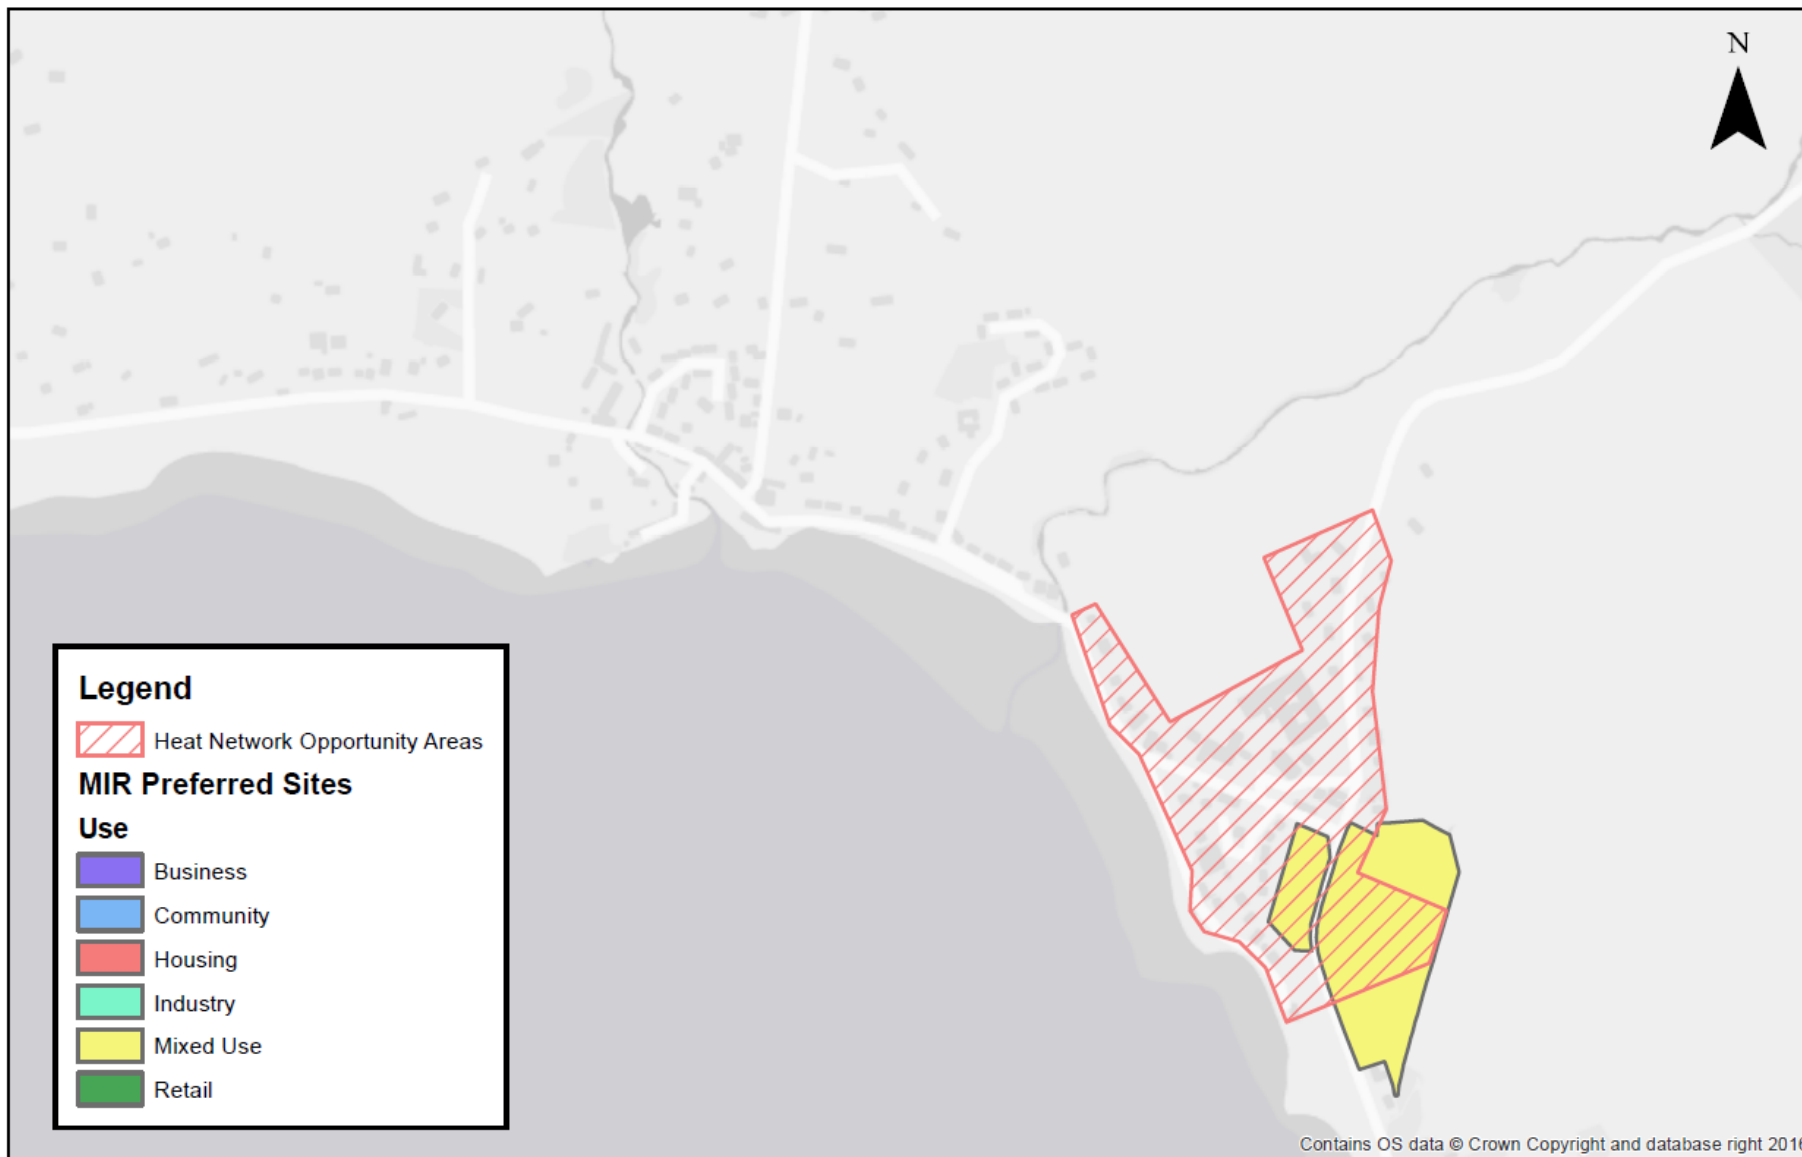 N
Legend
Heat Network Opportunity Areas
MIR Preferred Sites
Use
Business
Community
Housing
Industry
Mixed Use
Retail
Contains OS data © Crown Copyright and database right 2016